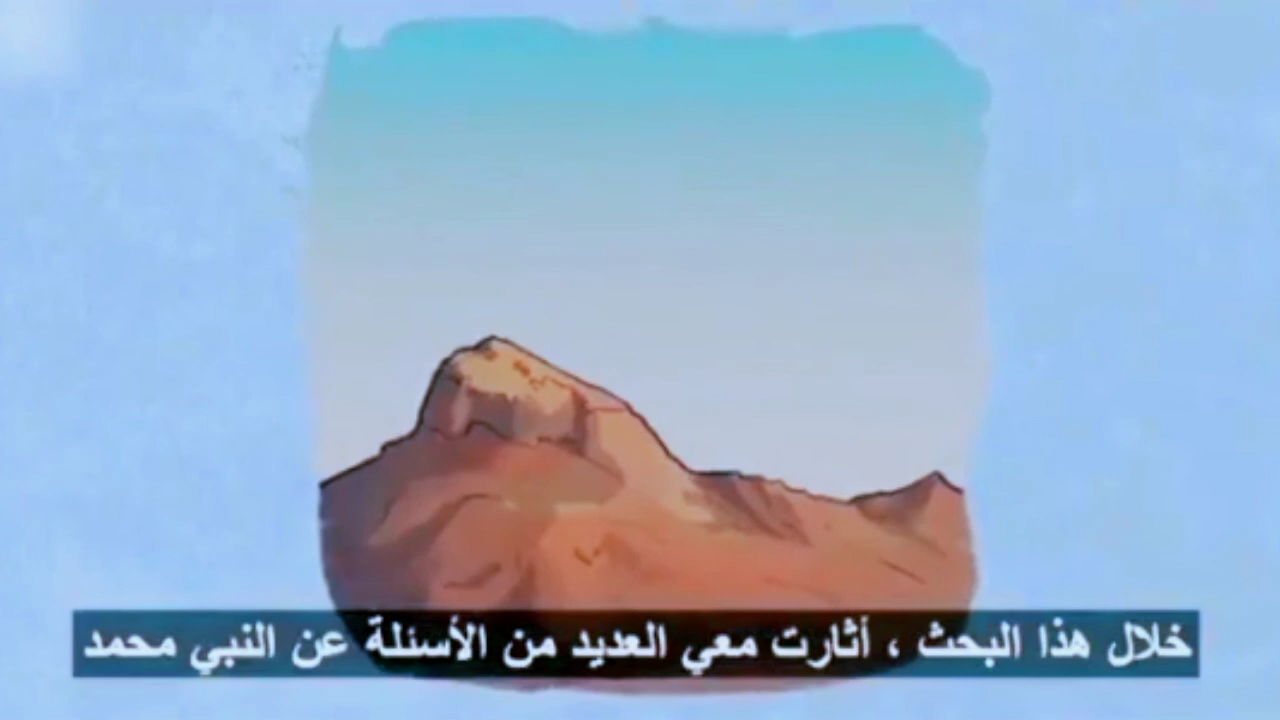 خلال هذا البحث ، أثارت معي العديد من الأسئلة عن النبي محمد